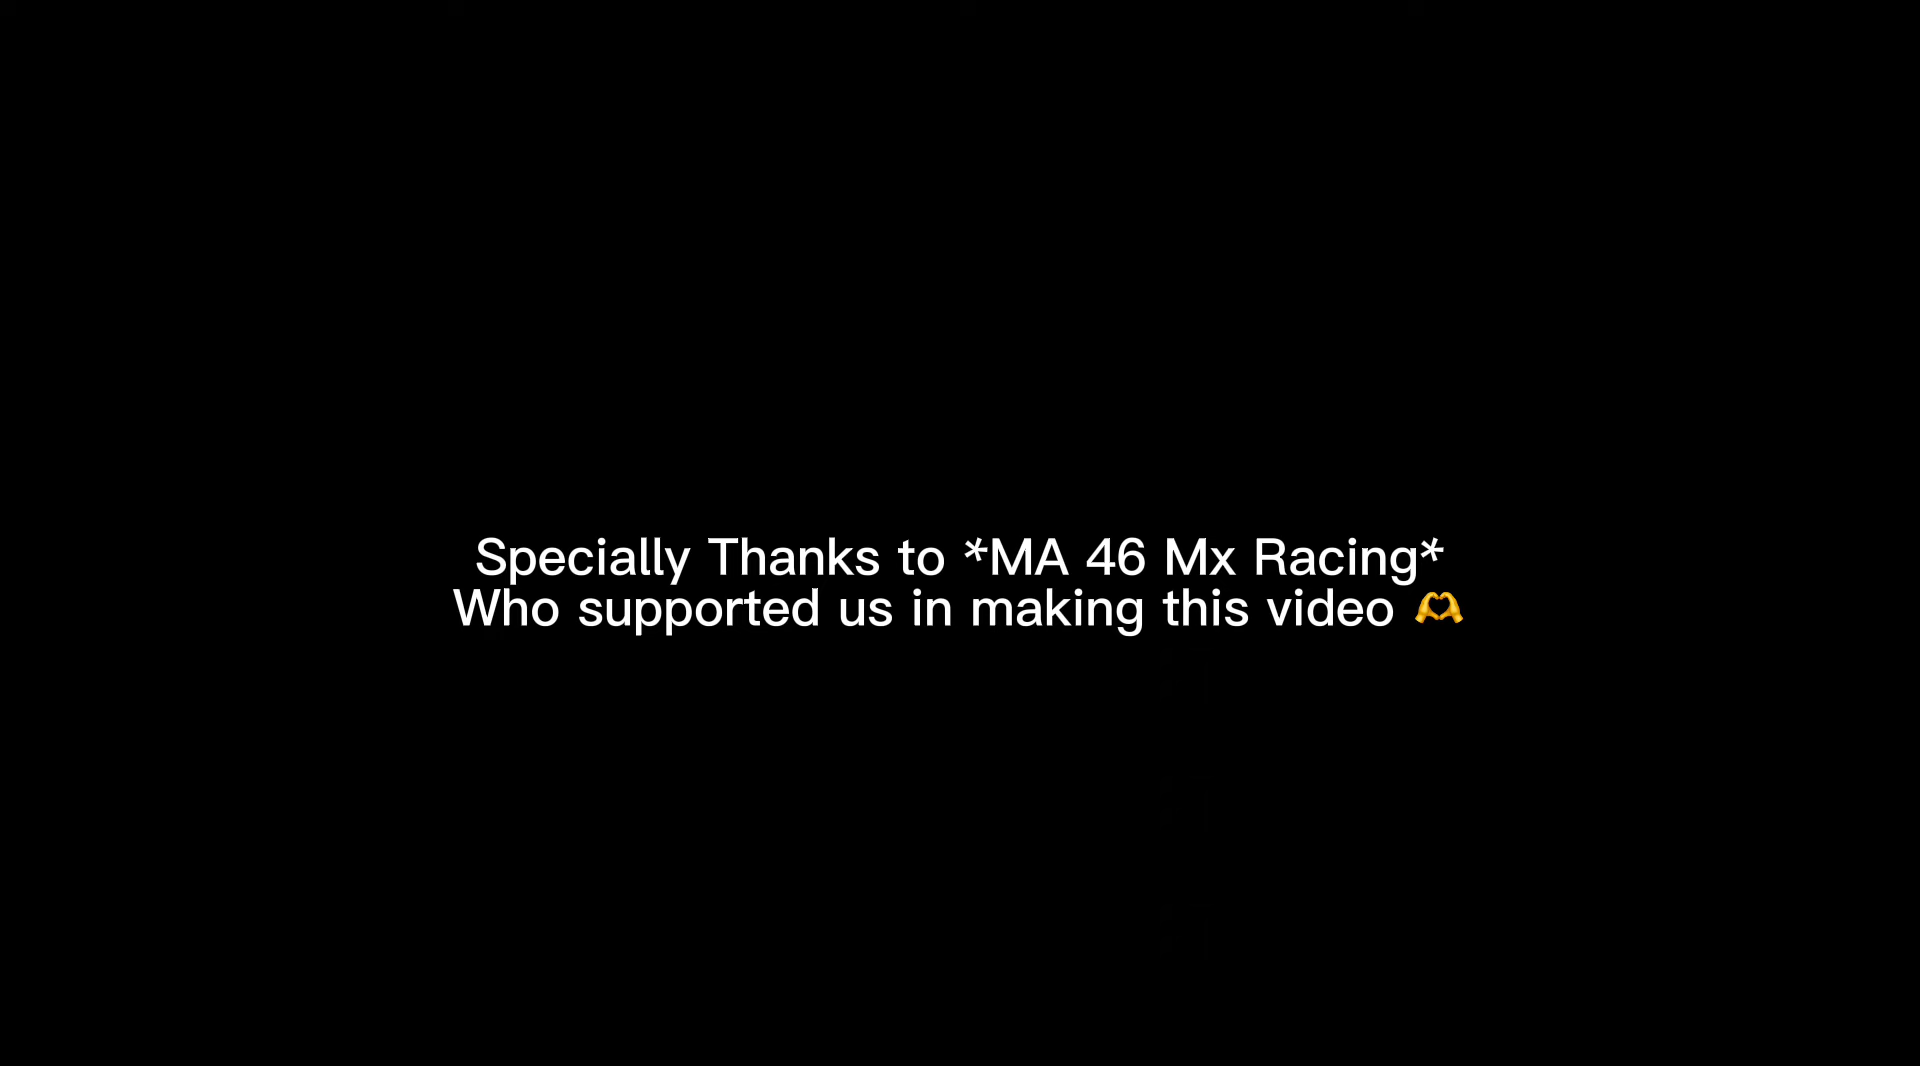 Specially Thanks to *MA 46 Mx Racing*
Who supported us in making this video 🫶